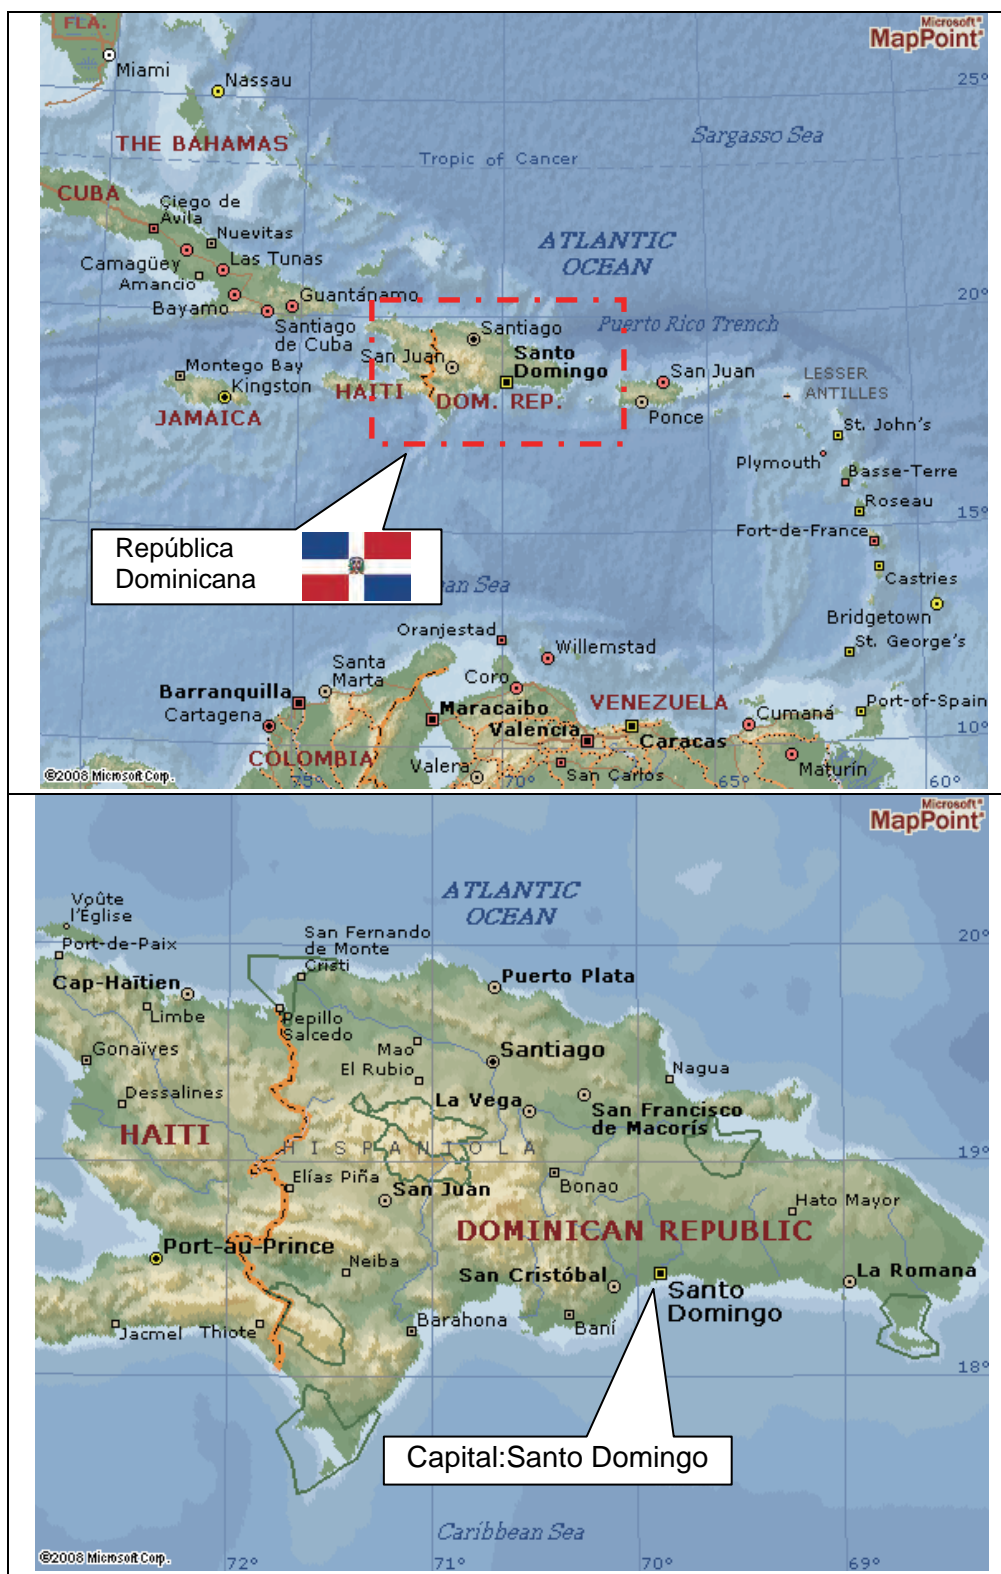 FLA.
Microsoft®
MapPoint®
Miami
Nassau
25°
THE BAHAMAS
Sargasso Sea
Tropic of Cancer
CUBA
Ciego de
Ávila
Nuevitas
ATLANTIC
OCEAN
Camagüey
Las Tunas
Amancio
Bayamo
Guantánamo
20°
Santiago
de Cuba
Santiago
Puerto Rico Trench
Montego Bay
San Juan
Santo
Domingo
San Juan
LESSER
ANTILLES
Kingston
HAITI
DOM. REP.
JAMAICA
Ponce
St. John's
Plymouth
Basse-Terre
Roseau
15°
Fort-de-France
República
Dominicana
an Sea
Castries
Bridgetown
Oranjestad
Willemstad
St. George's
Santa
Marta
Coro
Barranquilla
VENEZUELA
Port-of-Spain
Cartagena
Maracaibo
Cumaná
Valencia
Caracas
10°
COLOMBIA
Valera
San Carlos
Maturín
©2008 Microsoft Corp.
75°
70°
65°
60°
Microsoft®
MapPoint®
ATLANTIC
OCEAN
Voûte
l'Église
San Fernando
de Monte
Cristi
Port-de-Paix
20°
Cap-Haïtien
Puerto Plata
Limbe
Pepillo
Salcedo
Gonaïves
Mao
Santiago
El Rubio
Nagua
Dessalines
La Vega
San Francisco
de Macorís
HAITI
HISPANIOLA
19°
Elías Piña
San Juan
Bonao
Hato Mayor
DOMINICAN REPUBLIC
Port-au-Prince
Neiba
San Cristóbal
La Romana
Santo
Domingo
Jacmel
Thiote
Barahona
Baní
18°
Capital:Santo Domingo
Caribbean Sea
©2008 Microsoft Corp.
72°
71°
70°
69°